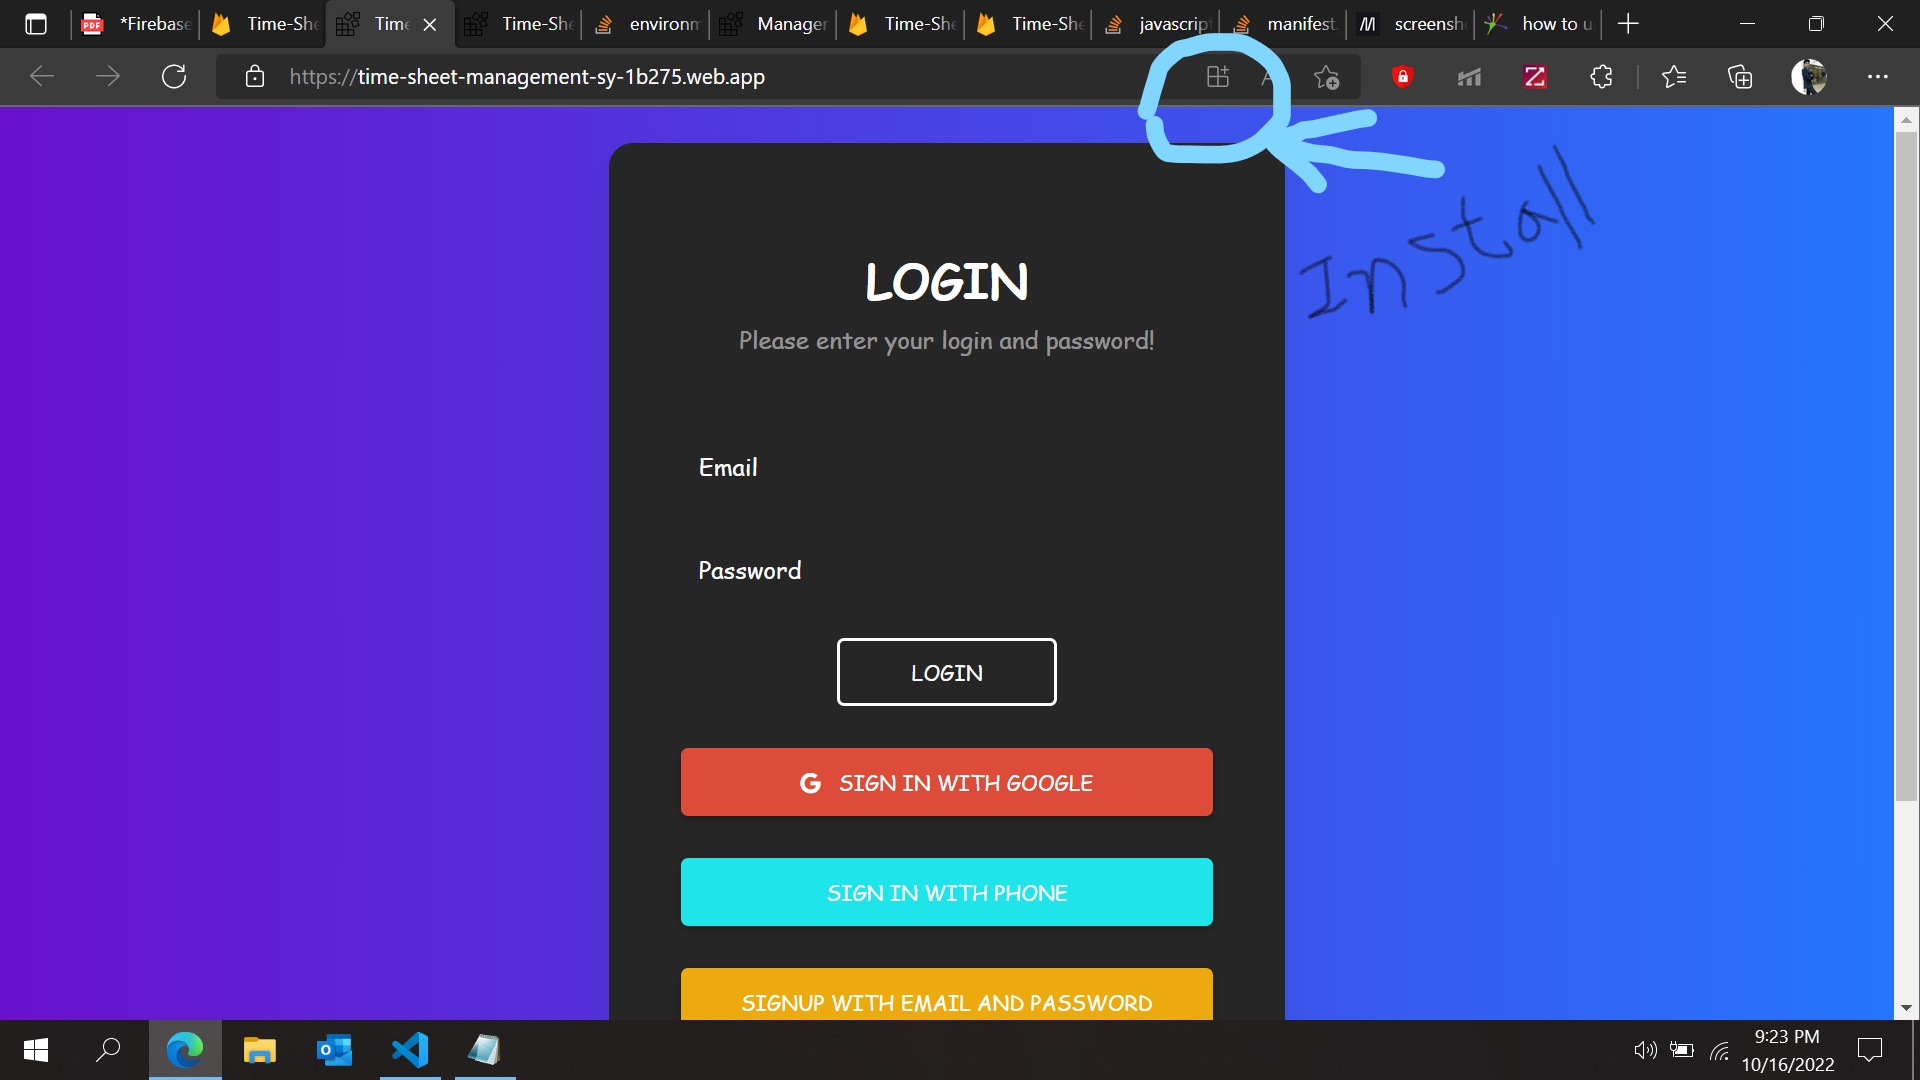 *Firebase
Time-She
Time-
Time-She
environm
Manager
Time-She
Time-She
javascrip
manifest.
screensh
how to u
https://time-sheet-management-sy-1b275.web.app
Install
LOGIN
Please enter your login and password!
Email
Password
LOGIN
G SIGN IN WITH GOOGLE
SIGN IN WITH PHONE
SIGNUP WITH EMAIL AND PASSWORD
9:23 PM
10/16/2022